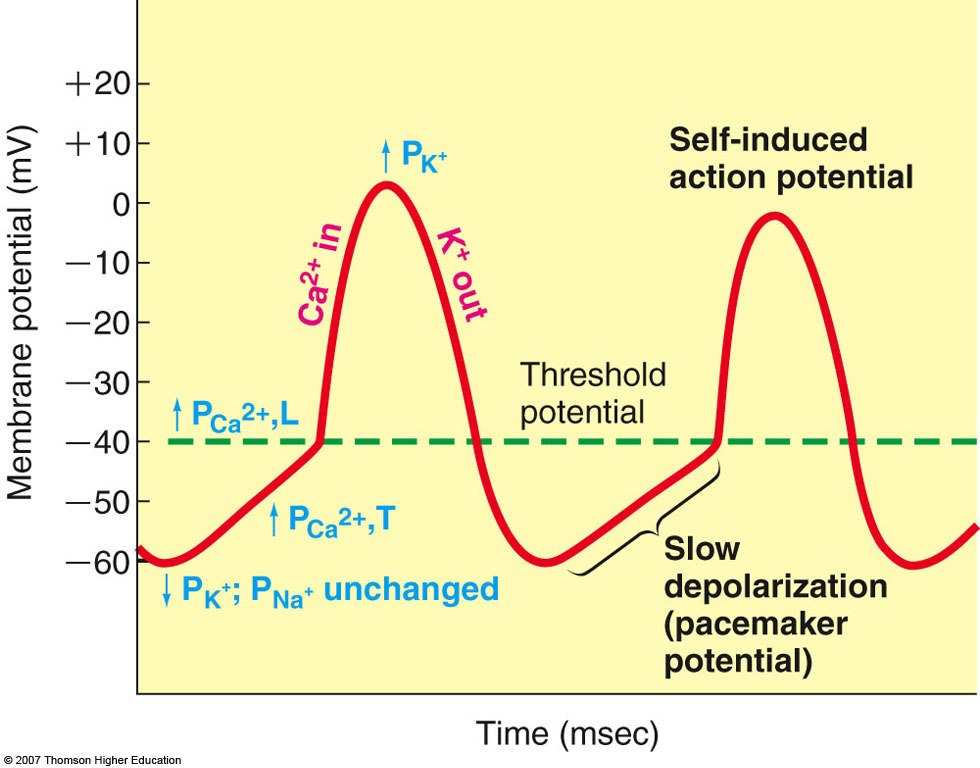 Membrane potential (mV)
+20
+10
0
−10
−20
−30
−40
−50
−60
↑ PK+
Self-induced
action potential
Ca2+ in
K+ out
Threshold
potential
↑ PCa2+,L
↑ PCa2+,T
↓ PK+; PNa+ unchanged
Slow
depolarization
(pacemaker
potential)
Time (msec)
© 2007 Thomson Higher Education